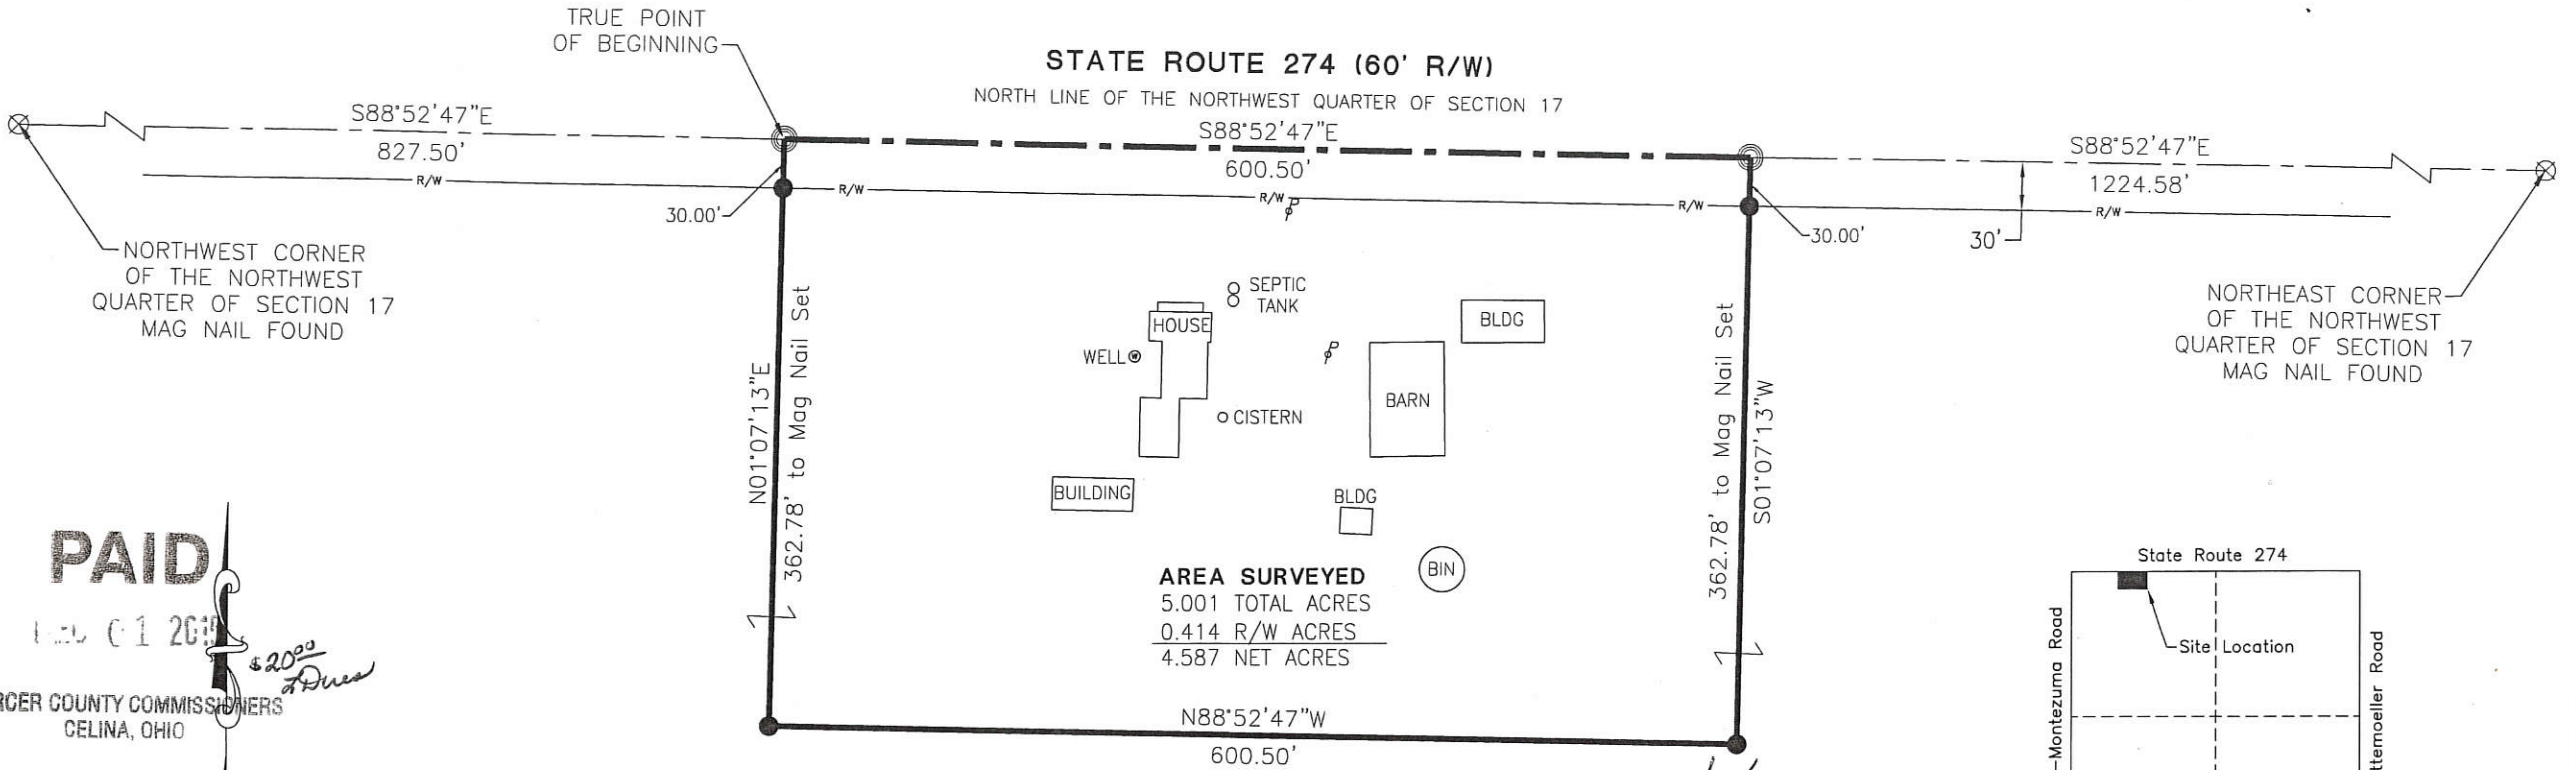 TRUE POINT
OF BEGINNING
STATE ROUTE 274 (60' R/W)
NORTH LINE OF THE NORTHWEST QUARTER OF SECTION 17
S88°52'47"E
827.50'
S88°52'47"E
600.50'
S88°52'47"E
1224.58'
R/W
R/W
R/W
R/W
R/W
30.00'
30.00'
30'
NORTHWEST CORNER
OF THE NORTHWEST
QUARTER OF SECTION 17
MAG NAIL FOUND
NORTHEAST CORNER
OF THE NORTHWEST
QUARTER OF SECTION 17
MAG NAIL FOUND
N01°07'13"E
362.78' to Mag Nail Set
SEPTIC
TANK
HOUSE
WELL
W
CISTERN
BUILDING
BLDG
BARN
BLDG
BIN
362.78' to Mag Nail Set
S01°07'13"W
AREA SURVEYED
5.001 TOTAL ACRES
0.414 R/W ACRES
4.587 NET ACRES
N88°52'47"W
600.50'
PAID
$20.00
RCER COUNTY COMMISSIONERS
CELINA, OHIO
State Route 274
Site Location
Montezuma Road
ttemoeller Road